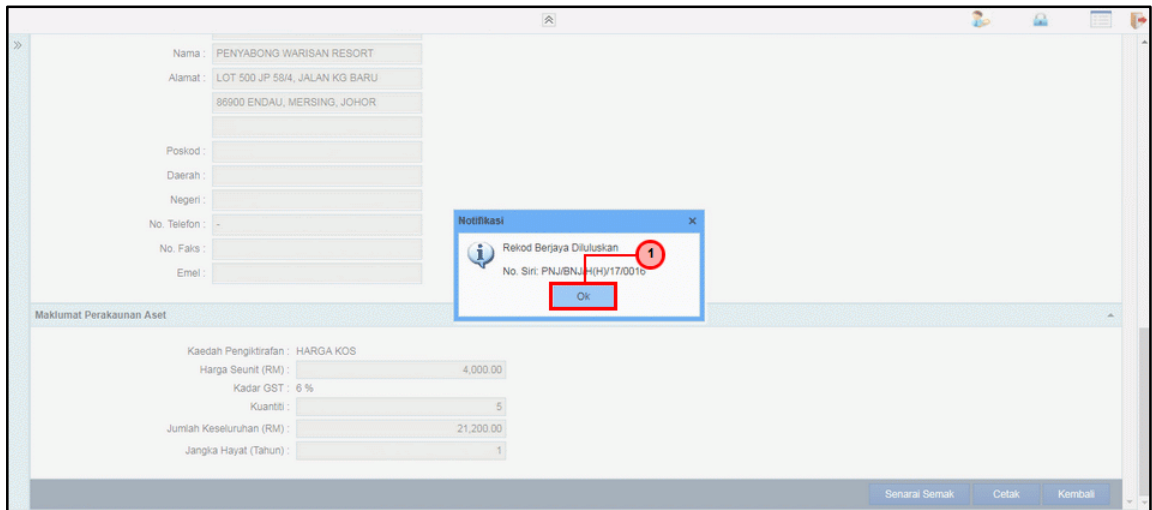 Nama : PENYABONG WARISAN RESORT
Alamat : LOT 500 JP 58/4, JALAN KG BARU
86900 ENDAU, MERSING, JOHOR
Poskod :
Daerah :
Negeri :
No. Telefon : -
No. Faks :
Emel :
Notifikasi
Rekod Berjaya Diluluskan
1
No. Siri: PNJ/BNJ/H(H)/17/0016
Ok
Maklumat Perakaunan Aset
Kaedah Pengiktirafan : HARGA KOS
Harga Seunit (RM) : 4,000.00
Kadar GST : 6 %
Kuantiti : 5
Jumlah Keseluruhan (RM) : 21,200.00
Jangka Hayat (Tahun) : 1
Senarai Semak Cetak Kembali